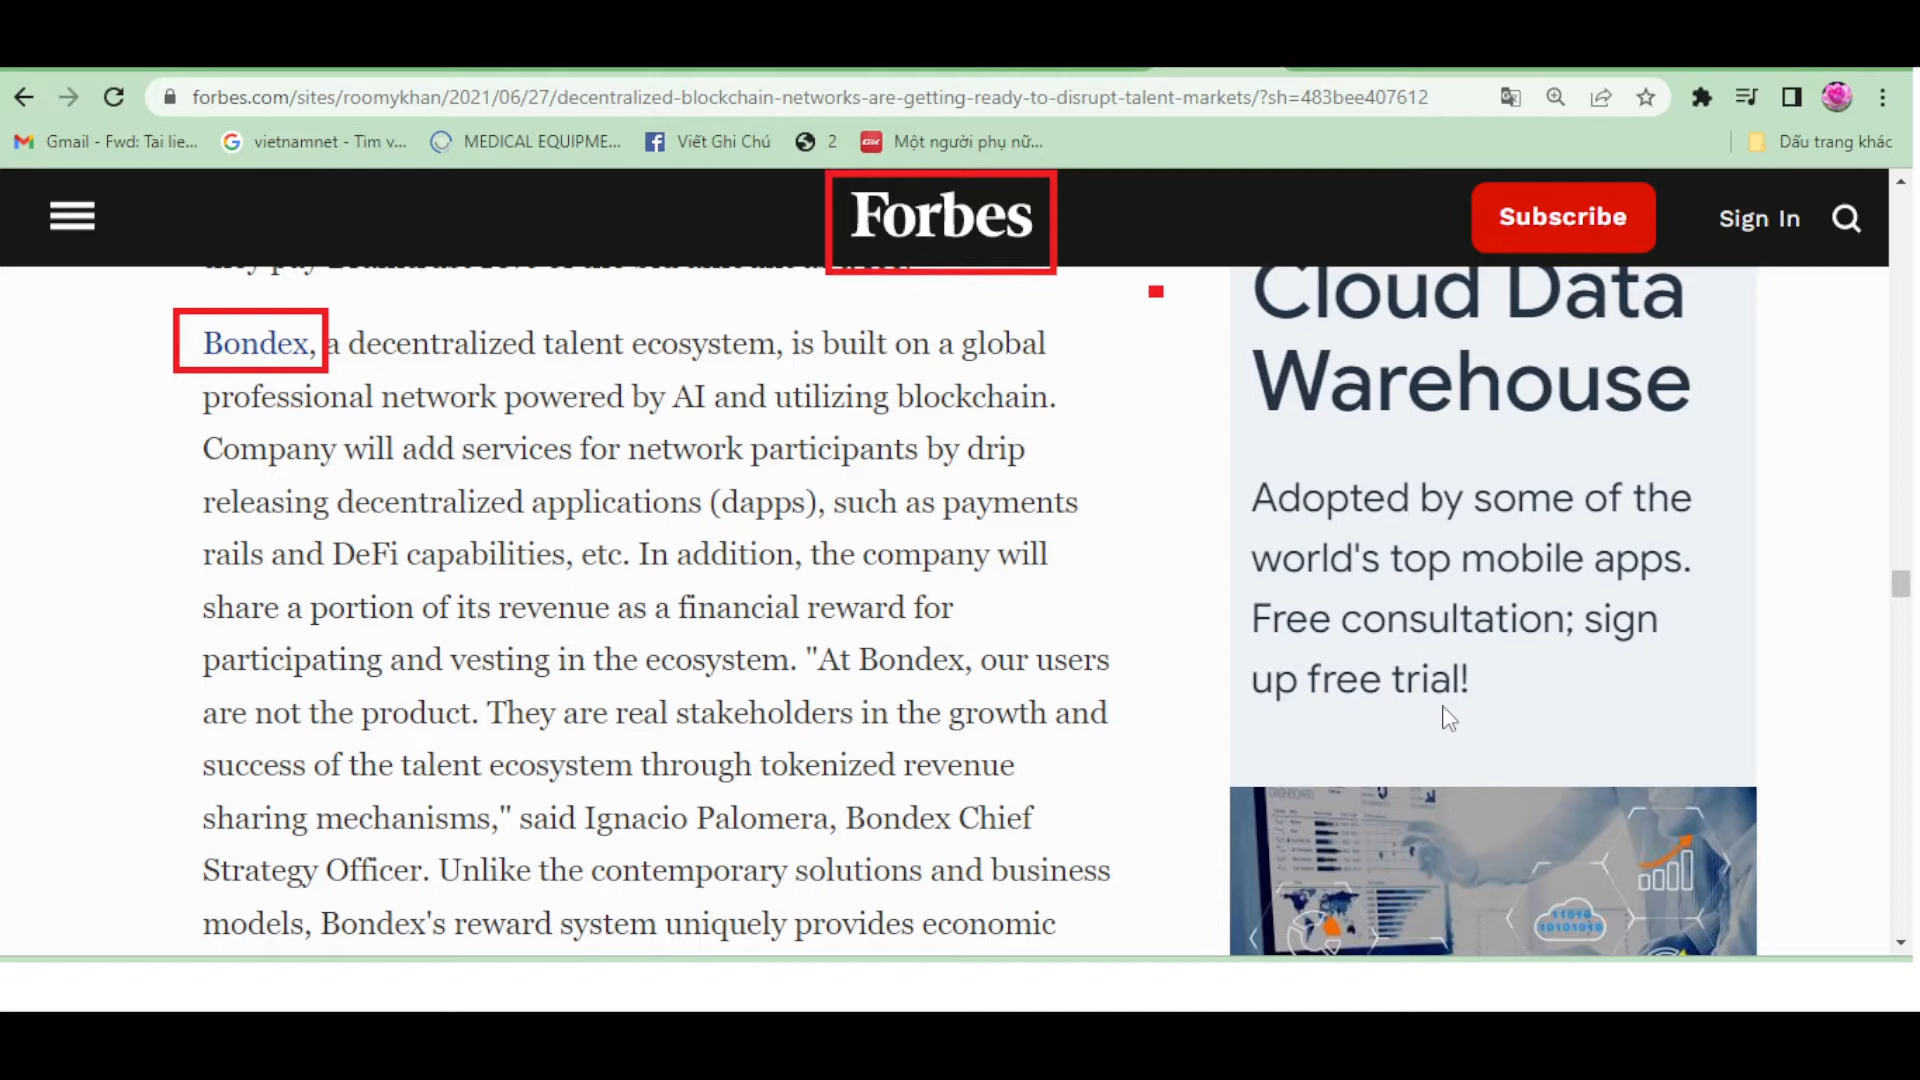 forbes.com/sites/roomykhan/2021/06/27/decentralized-blockchain-networks-are-getting-ready-to-disrupt-talent-markets/?sh=483bee407612
Gmail - Fwd: Tai lie... vietnamnet - Tìm v... MEDICAL EQUIPME... Viết Ghi Chú 2 Một người phụ nữ... Dấu trang khác
Forbes Subscribe Sign In
Bondex, a decentralized talent ecosystem, is built on a global
professional network powered by AI and utilizing blockchain.
Company will add services for network participants by drip
releasing decentralized applications (dapps), such as payments
rails and DeFi capabilities, etc. In addition, the company will
share a portion of its revenue as a financial reward for
participating and vesting in the ecosystem. "At Bondex, our users
are not the product. They are real stakeholders in the growth and
success of the talent ecosystem through tokenized revenue
sharing mechanisms," said Ignacio Palomera, Bondex Chief
Strategy Officer. Unlike the contemporary solutions and business
models, Bondex's reward system uniquely provides economic
Cloud Data
Warehouse
Adopted by some of the
world's top mobile apps.
Free consultation; sign
up free trial!
DASHBOARD
11010
10101010